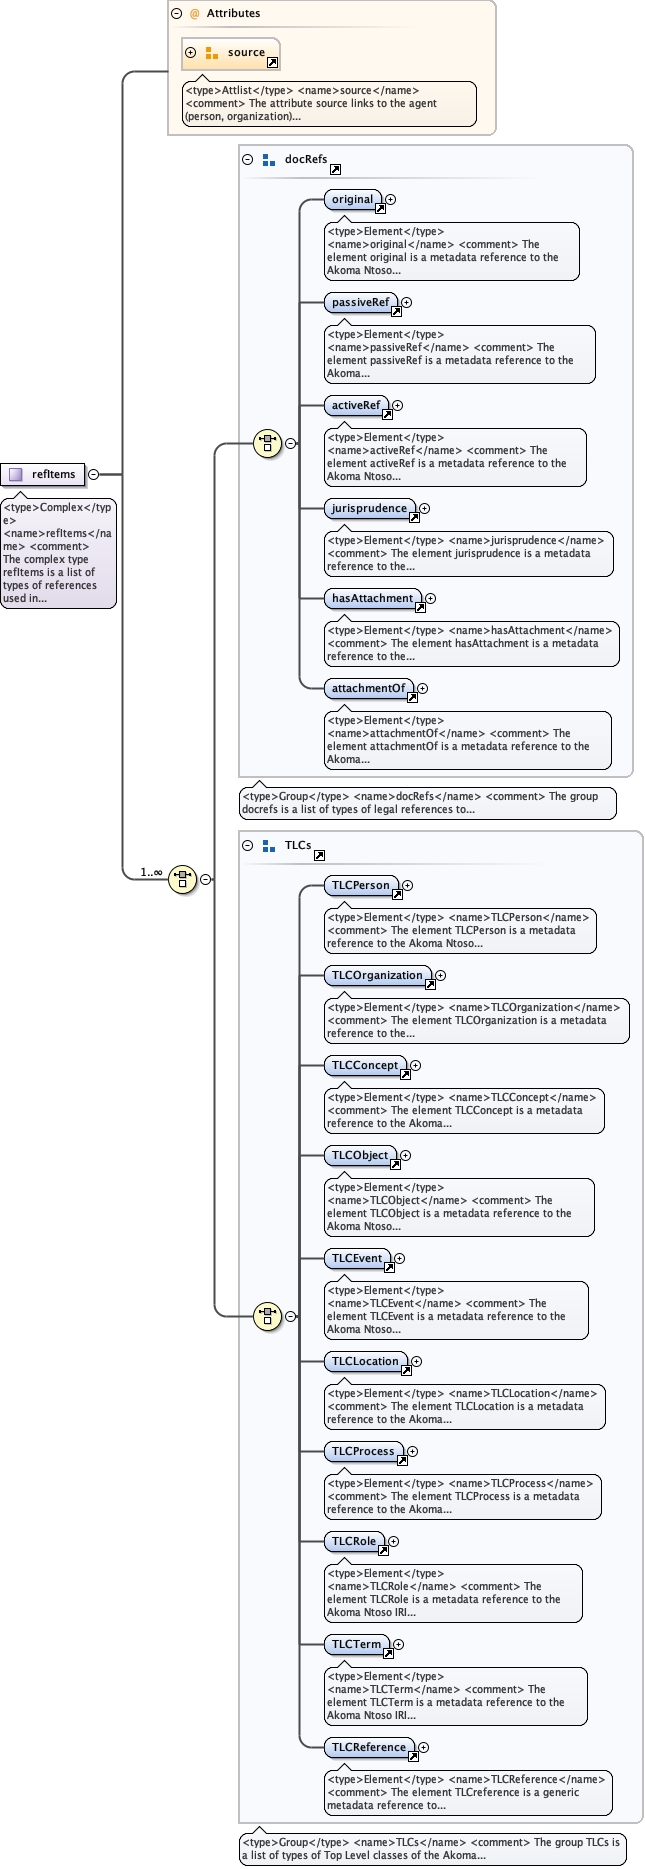 @ Attributes
source
<type>Attlist</type> <name>source</name>
<comment> The attribute source links to the agent
(person, organization)...
docRefs
original
<type>Element</type>
<name>original</name> <comment> The
element original is a metadata reference to the
Akoma Ntoso...
passiveRef
<type>Element</type>
<name>passiveRef</name> <comment> The
element passiveRef is a metadata reference to the
Akoma...
activeRef
<type>Element</type>
<name>activeRef</name> <comment> The
element activeRef is a metadata reference to the
Akoma Ntoso...
refItems
<type>Complex</typ
e>
<name>refItems</na
me> <comment>
The complex type
refItems is a list of
types of references
used in...
jurisprudence
<type>Element</type> <name>jurisprudence</name>
<comment> The element jurisprudence is a metadata
reference to the...
hasAttachment
<type>Element</type> <name>hasAttachment</name>
<comment> The element hasAttachment is a metadata
reference to the...
attachmentOf
<type>Element</type>
<name>attachmentOf</name> <comment> The
element attachmentOf is a metadata reference to the
Akoma...
<type>Group</type> <name>docRefs</name> <comment> The group
docrefs is a list of types of legal references to...
1..∞
TLCs
TLCPerson
<type>Element</type> <name>TLCPerson</name>
<comment> The element TLCPerson is a metadata
reference to the Akoma Ntoso...
TLCOrganization
<type>Element</type> <name>TLCOrganization</name>
<comment> The element TLCOrganization is a metadata
reference to the...
TLCConcept
<type>Element</type> <name>TLCConcept</name>
<comment> The element TLCConcept is a metadata
reference to the Akoma...
TLCObject
<type>Element</type>
<name>TLCObject</name> <comment> The
element TLCObject is a metadata reference to the
Akoma Ntoso...
TLCEvent
<type>Element</type>
<name>TLCEvent</name> <comment> The
element TLCEvent is a metadata reference to the
Akoma Ntoso...
TLCLocation
<type>Element</type> <name>TLCLocation</name>
<comment> The element TLCLocation is a metadata
reference to the Akoma...
TLCProcess
<type>Element</type> <name>TLCProcess</name>
<comment> The element TLCProcess is a metadata
reference to the Akoma...
TLCRole
<type>Element</type>
<name>TLCRole</name> <comment> The
element TLCRole is a metadata reference to the
Akoma Ntoso IRI...
TLCTerm
<type>Element</type>
<name>TLCTerm</name> <comment> The
element TLCTerm is a metadata reference to the
Akoma Ntoso IRI...
TLCReference
<type>Element</type> <name>TLCReference</name>
<comment> The element TLCreference is a generic
metadata reference to...
<type>Group</type> <name>TLCs</name> <comment> The group TLCs is
a list of types of Top Level classes of the Akoma...